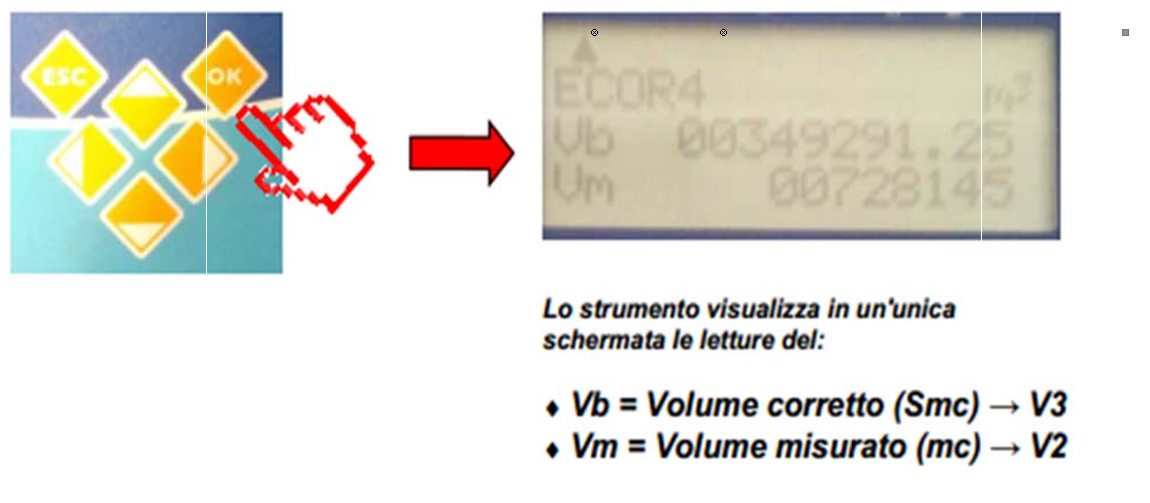 ESC
OK
ECOR4 m³
Vb 00349291.25
Vm 00728145
Lo strumento visualizza in un'unica
schermata le letture del:
♦ Vb = Volume corretto (Smc) → V3
♦ Vm = Volume misurato (mc) → V2